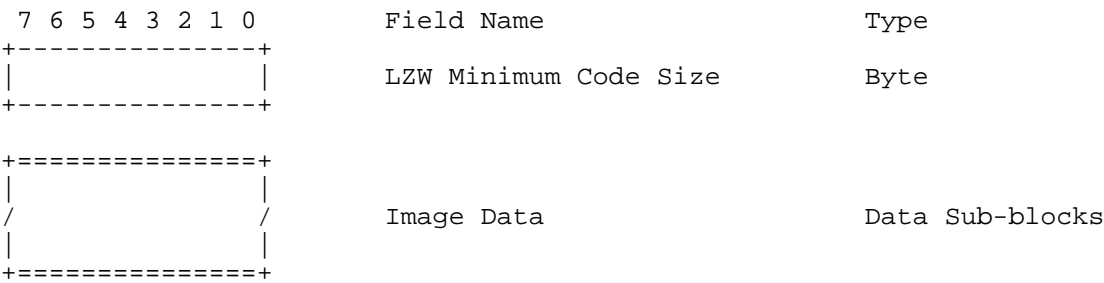 7 6 5 4 3 2 1 0 Field Name Type
+---------------+
| | LZW Minimum Code Size Byte
+---------------+
+===============+
| |
/ / Image Data Data Sub-blocks
| |
+===============+